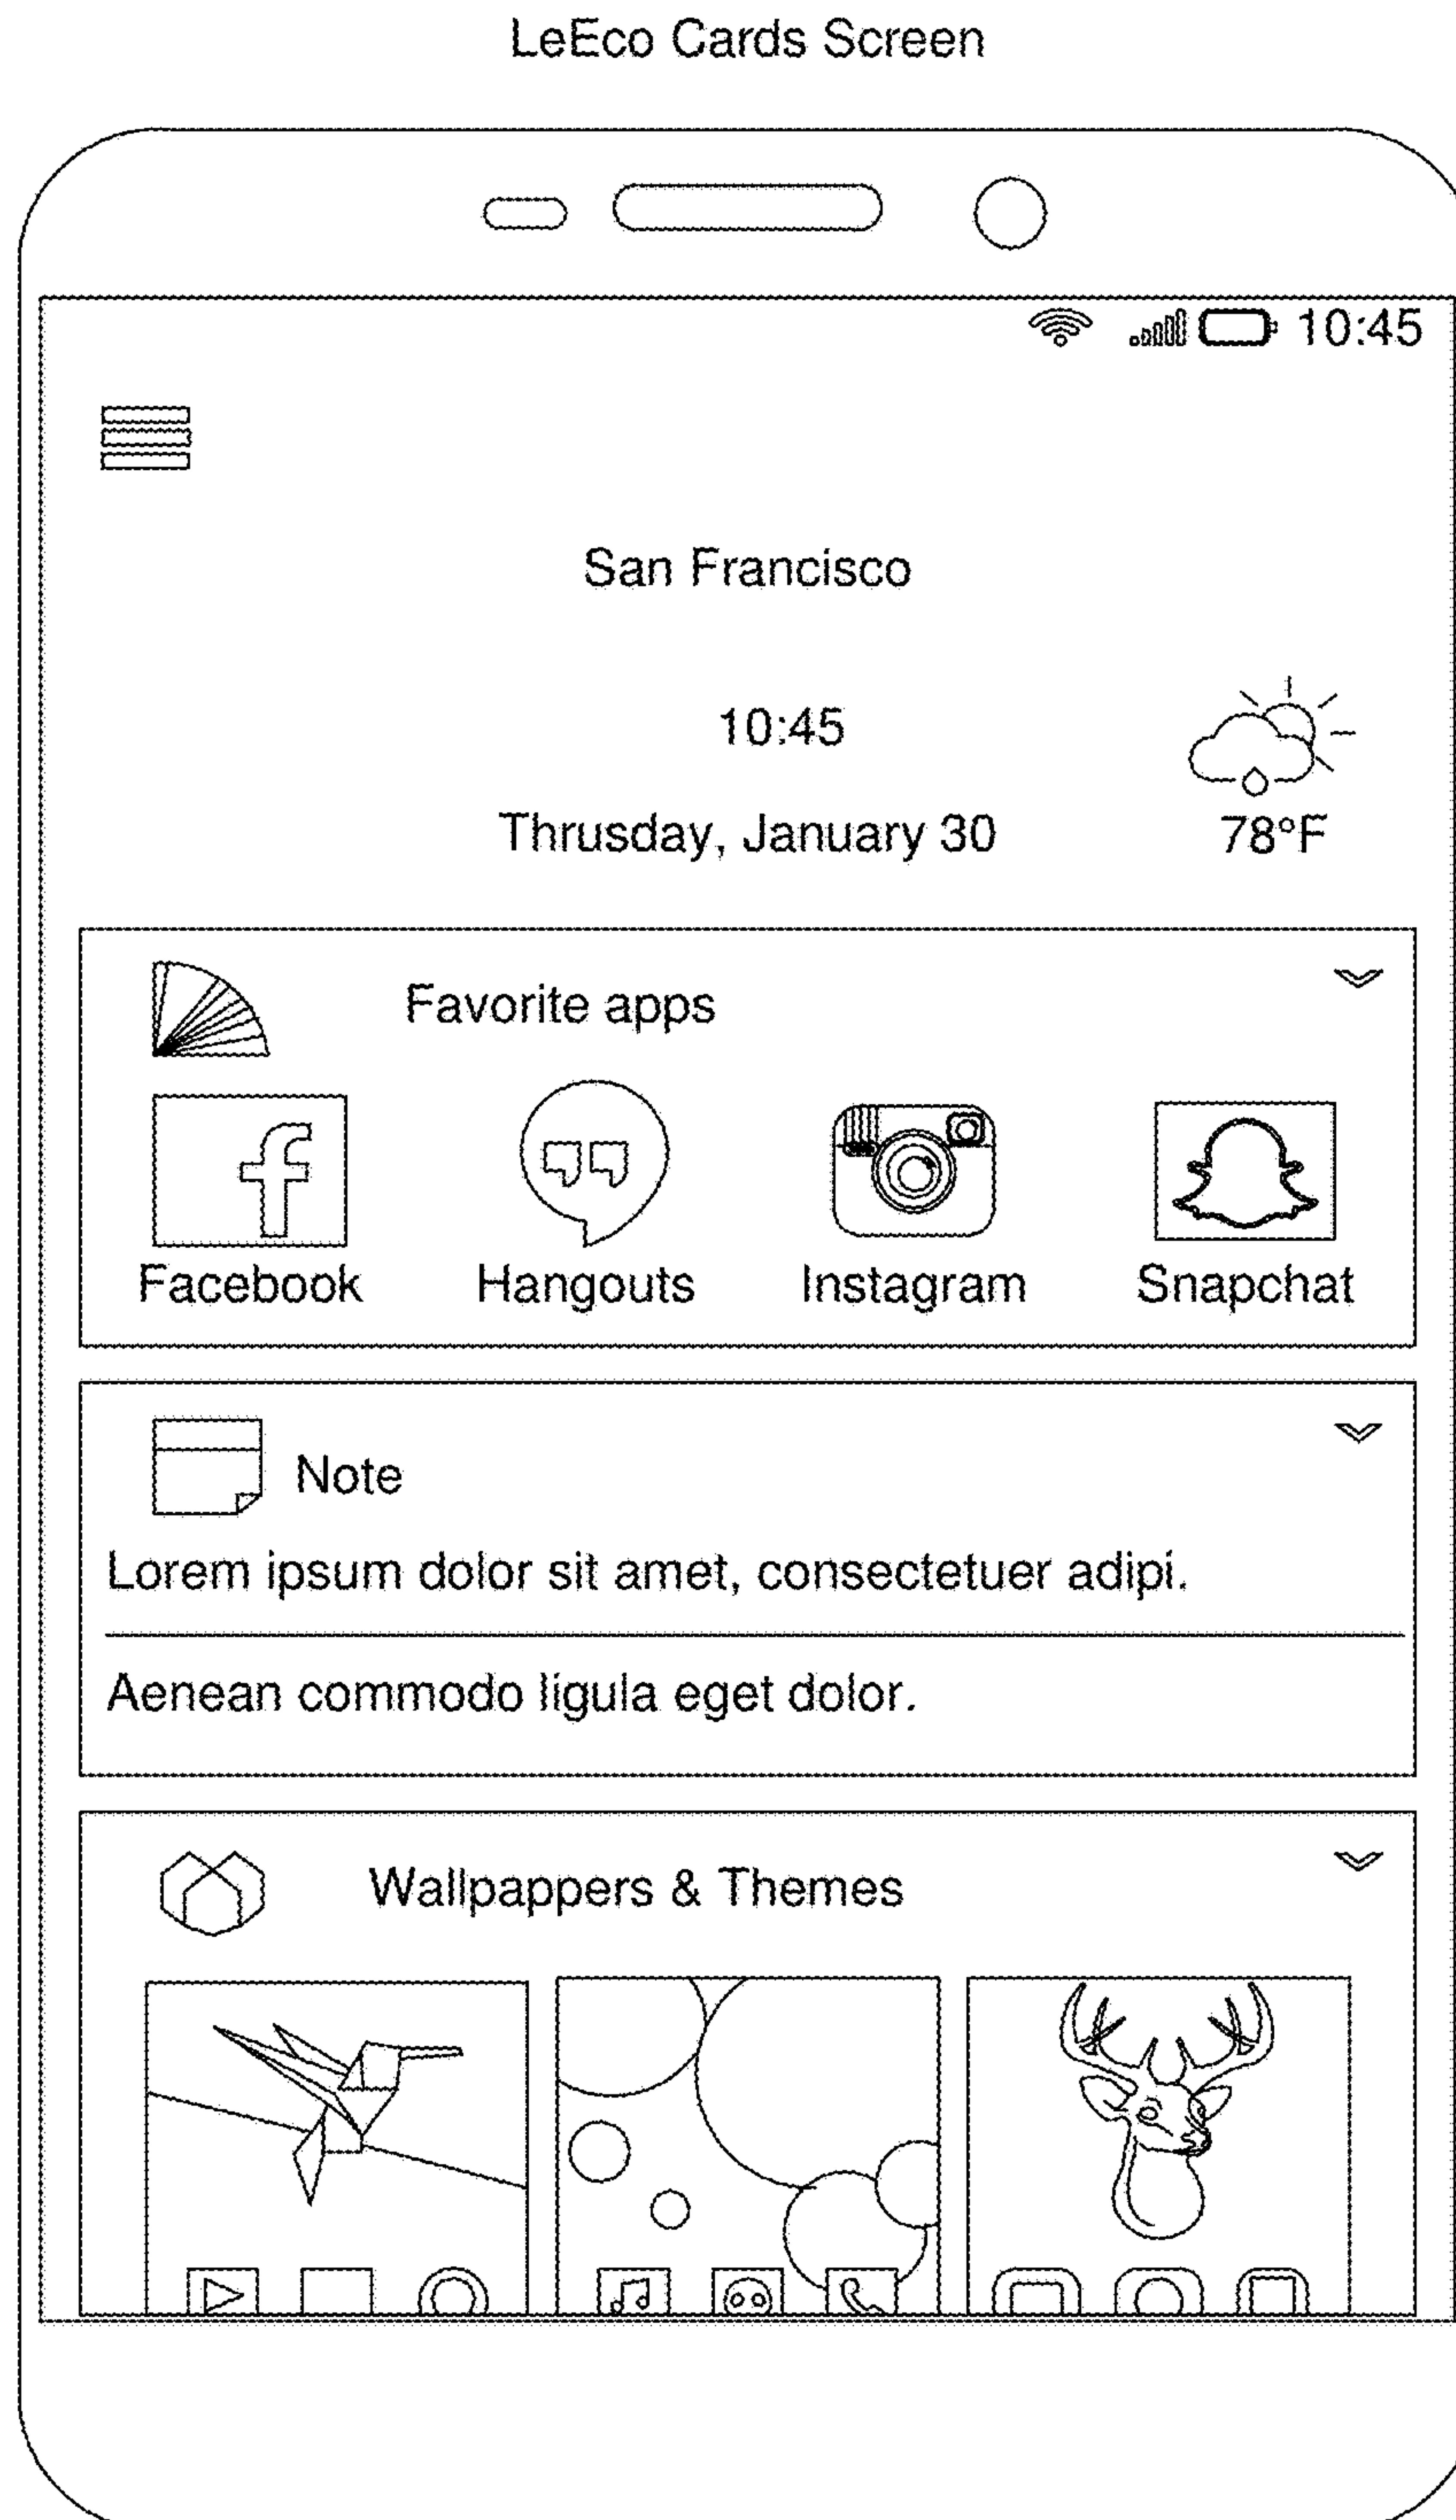 LeEco Cards Screen
10:45
San Francisco
10:45
Thrusday, January 30
78°F
Favorite apps
Facebook Hangouts Instagram Snapchat
Note
Lorem ipsum dolor sit amet, consectetuer adipi.
Aenean commodo ligula eget dolor.
Wallpappers & Themes